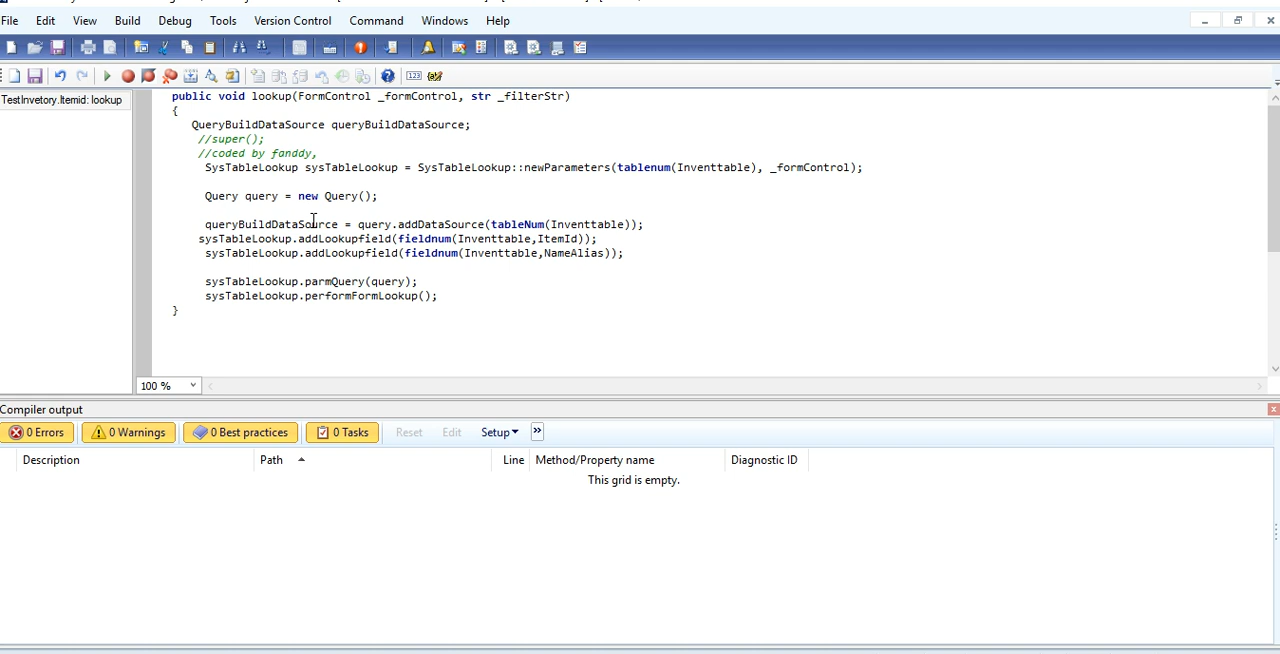 File Edit View Build Debug Tools Version Control Command Windows Help
TestInvetory.Itemid: lookup
public void lookup(FormControl _formControl, str _filterStr)
{
QueryBuildDataSource queryBuildDataSource;
//super();
//coded by fanddy,
SysTableLookup sysTableLookup = SysTableLookup::newParameters(tablenum(Inventtable), _formControl);
Query query = new Query();
queryBuildDataSource = query.addDataSource(tableNum(Inventtable));
sysTableLookup.addLookupfield(fieldnum(Inventtable,ItemId));
sysTableLookup.addLookupfield(fieldnum(Inventtable,NameAlias));
sysTableLookup.parmQuery(query);
sysTableLookup.performFormLookup();
}
100 %
Compiler output
0 Errors 0 Warnings 0 Best practices 0 Tasks Reset Edit Setup
Description Path Line Method/Property name Diagnostic ID
This grid is empty.